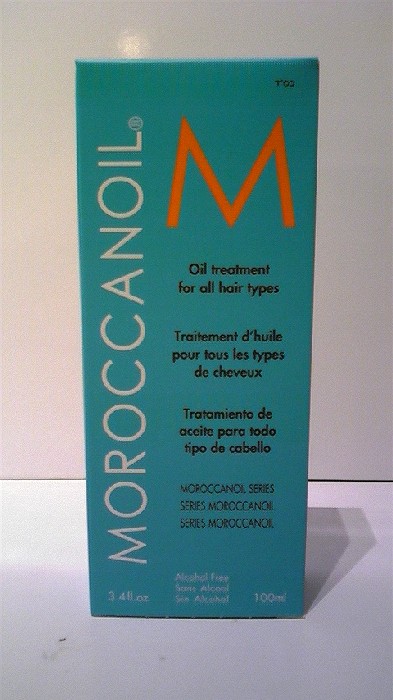 MOROCCANOIL®
M
Oil treatment
for all hair types
Traitement d'huile
pour tous les types
de cheveux
Tratamiento de
aceite para todo
tipo de cabello
MOROCCANOIL SERIES
SERIES MOROCCANOIL
SERIES MOROCCANOIL
Alcohol Free
Sans Alcool
Sin Alcohol
3.4fl.oz
100ml